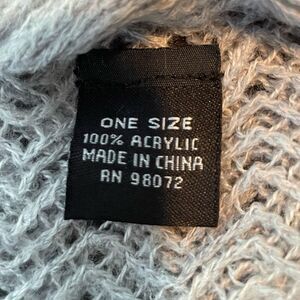 ONE SIZE
100% ACRYLIC
MADE IN CHINA
RN 98072